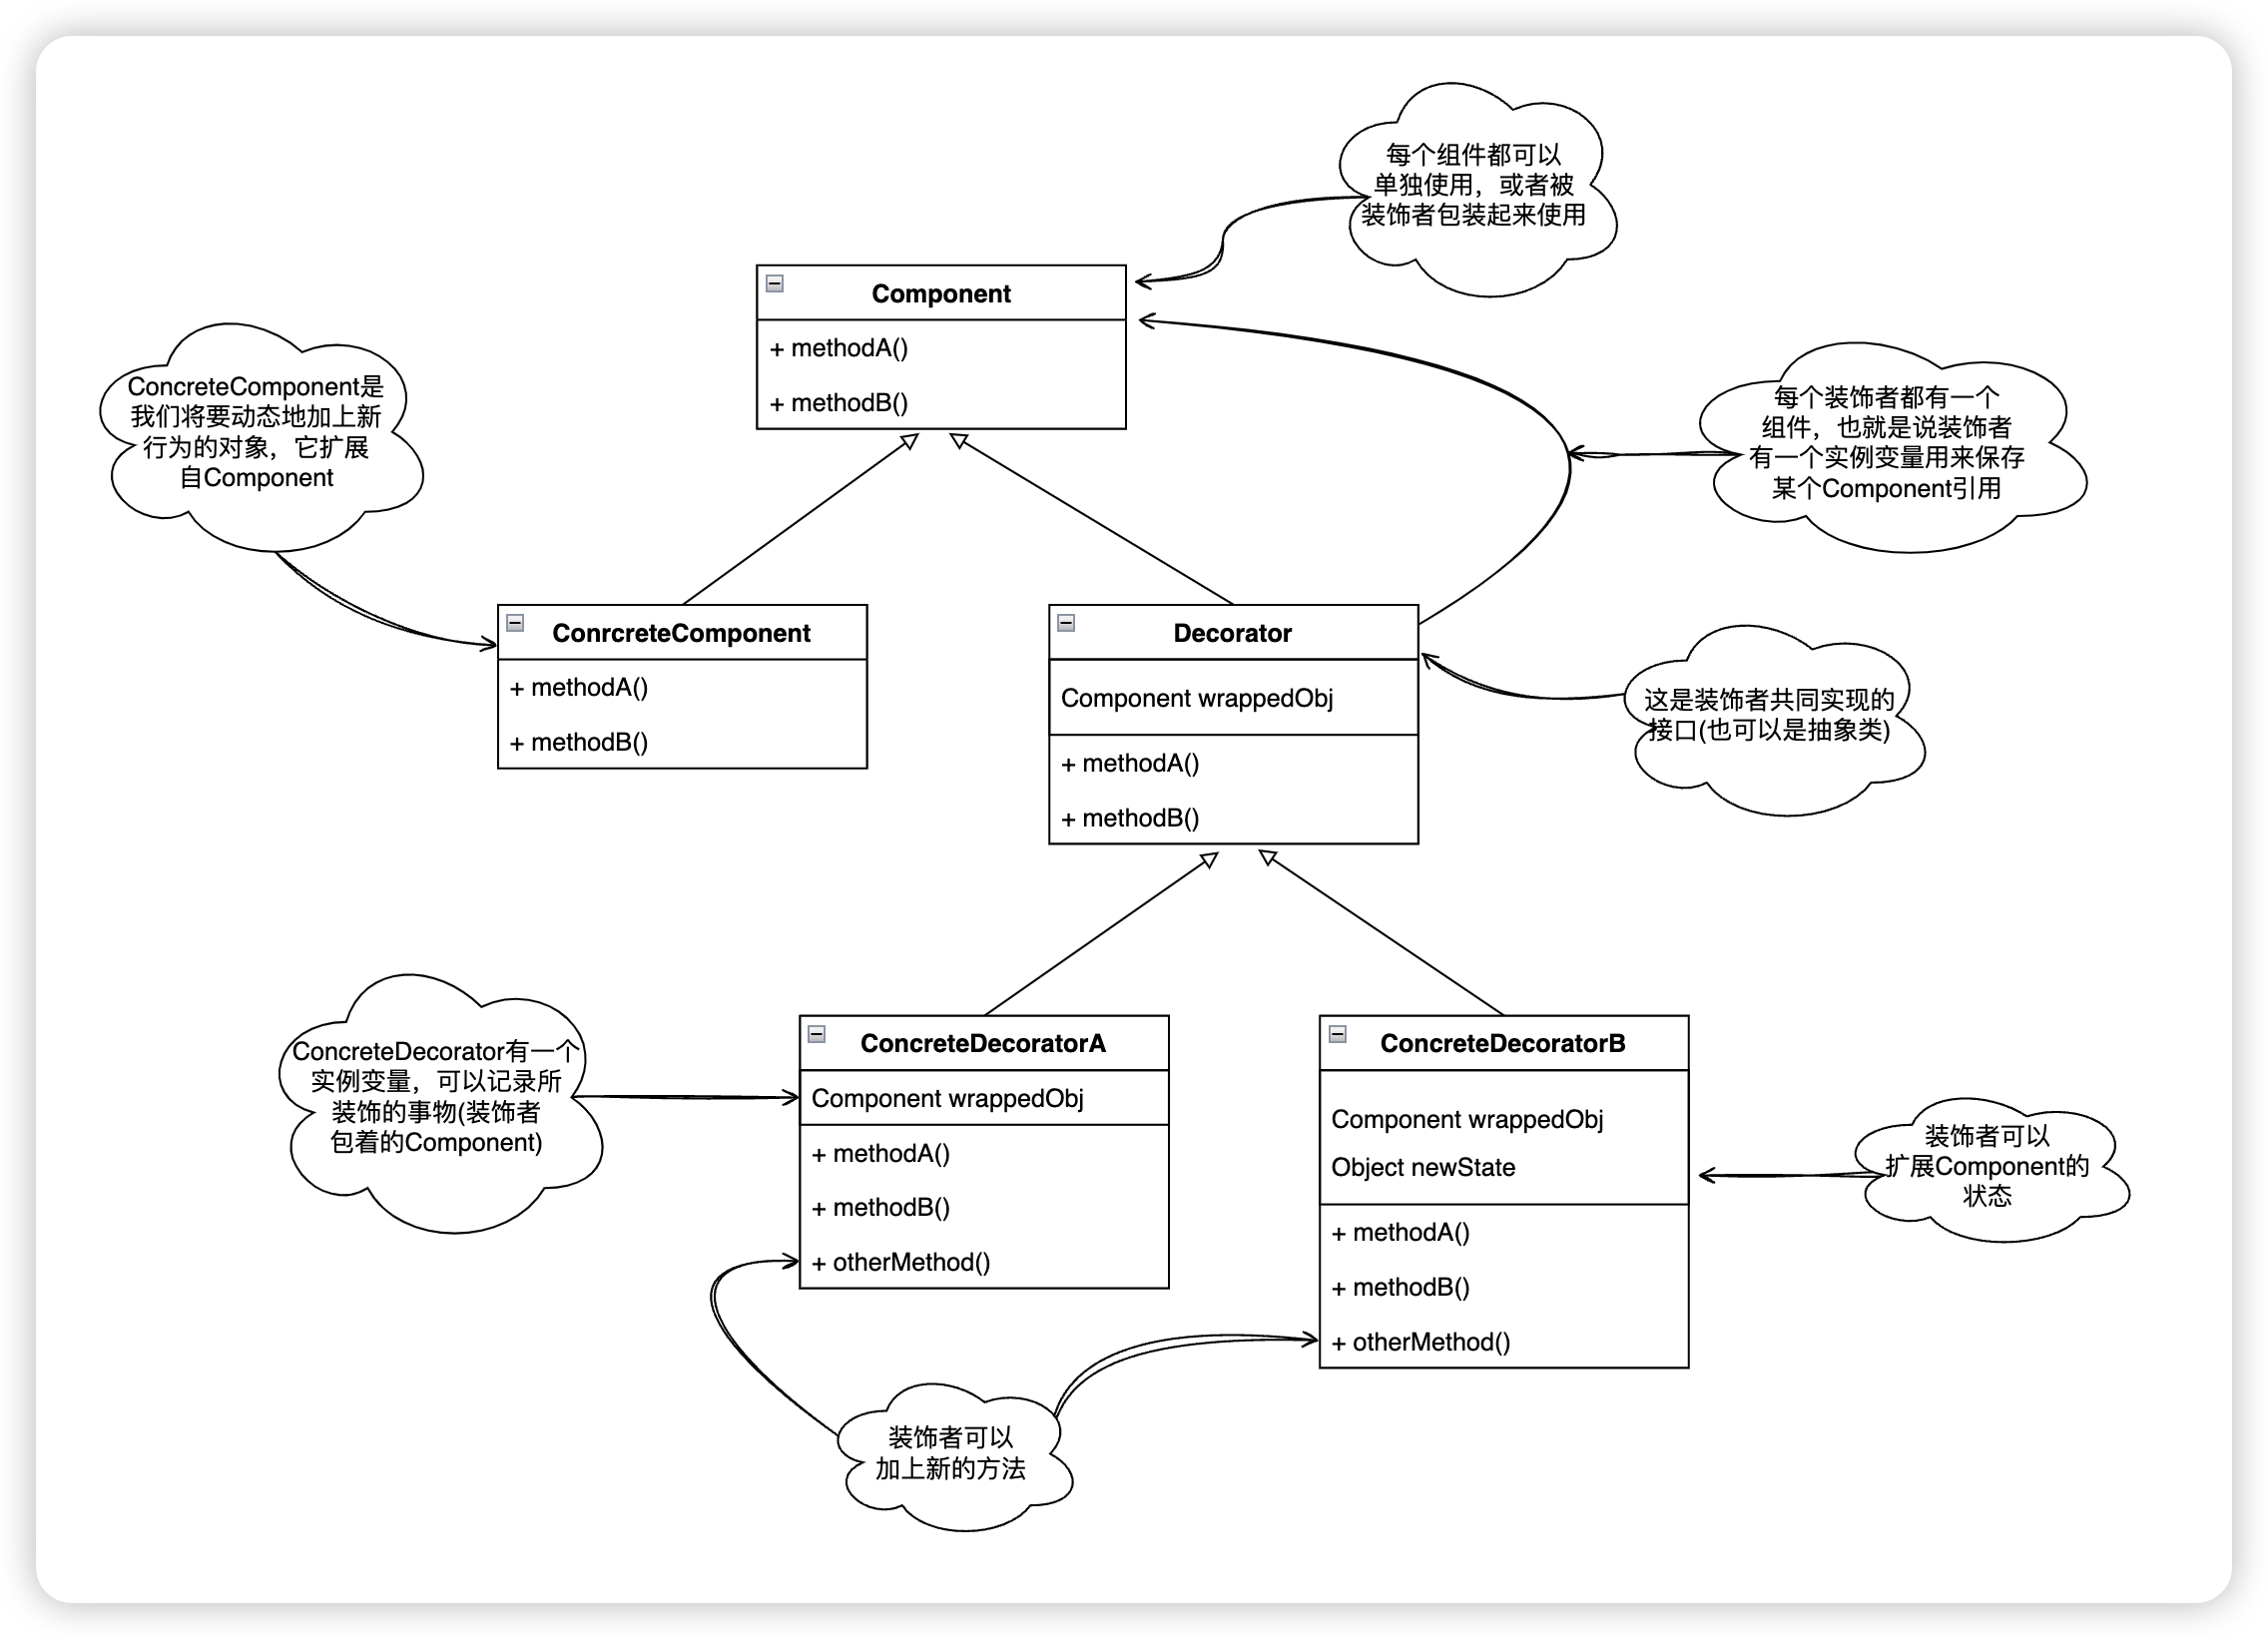 每个组件都可以
单独使用，或者被
装饰者包装起来使用
Component
+ methodA()
+ methodB()
ConcreteComponent是
我们将要动态地加上新
行为的对象，它扩展
自Component
每个装饰者都有一个
组件，也就是说装饰者
有一个实例变量用来保存
某个Component引用
ConrcreteComponent
+ methodA()
+ methodB()
Decorator
Component wrappedObj
+ methodA()
+ methodB()
这是装饰者共同实现的
接口(也可以是抽象类)
ConcreteDecorator有一个
实例变量，可以记录所
装饰的事物(装饰者
包着的Component)
ConcreteDecoratorA
Component wrappedObj
+ methodA()
+ methodB()
+ otherMethod()
ConcreteDecoratorB
Component wrappedObj
Object newState
+ methodA()
+ methodB()
+ otherMethod()
装饰者可以
扩展Component的
状态
装饰者可以
加上新的方法